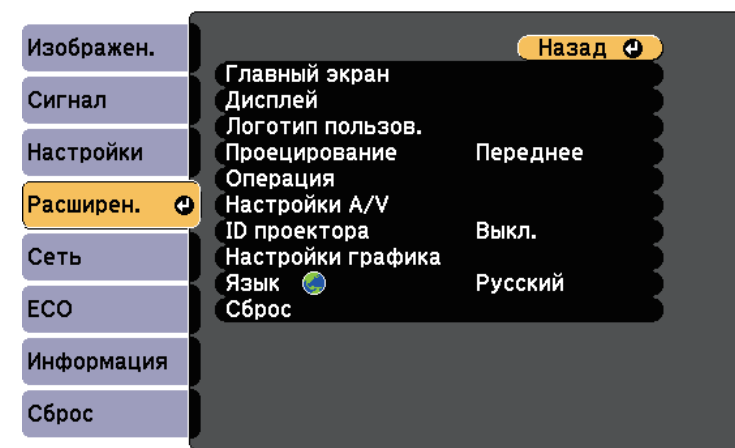 Изображен.
Сигнал
Настройки
Расширен.
Сеть
ECO
Информация
Сброс
Назад
Главный экран
Дисплей
Логотип пользов.
Проецирование Переднее
Операция
Настройки A/V
ID проектора Выкл.
Настройки графика
Язык Русский
Сброс